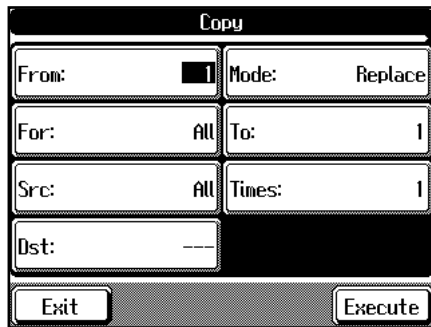 Copy
From: 1 Mode: Replace
For: All To: 1
Src: All Times: 1
Dst: ---
Exit Execute